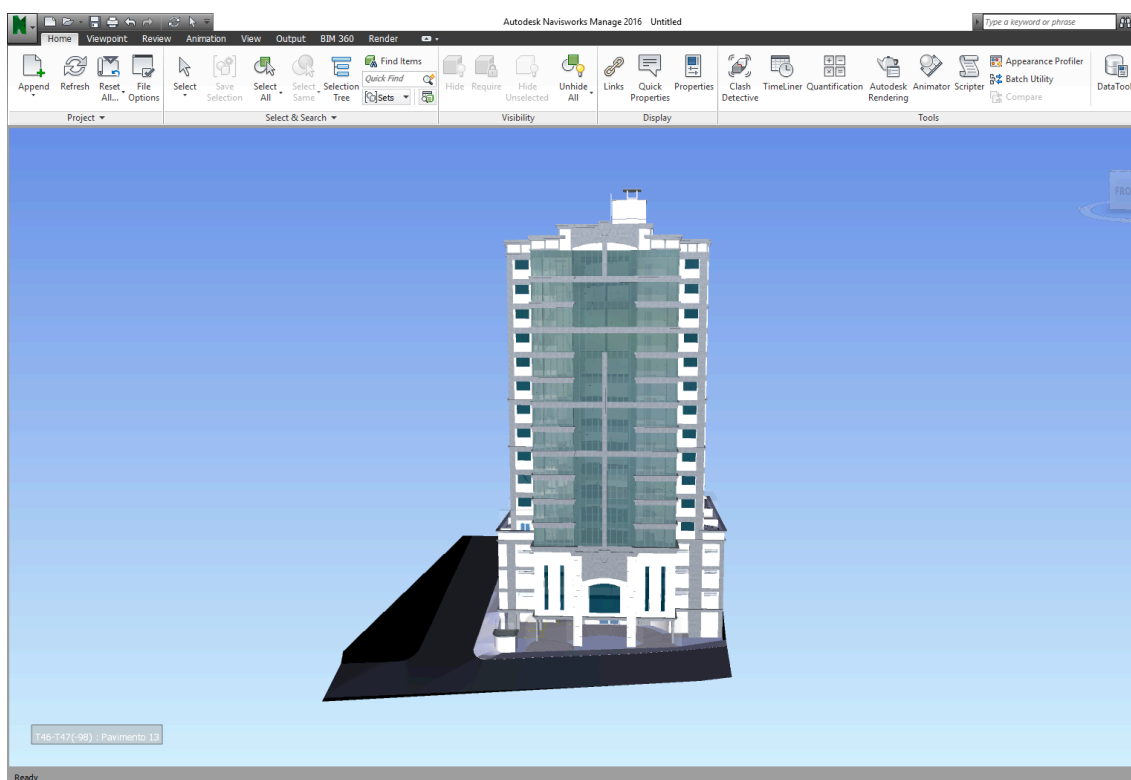 Autodesk Navisworks Manage 2016 Untitled
Type a keyword or phrase
Home Viewpoint Review Animation View Output BIM 360 Render
Append
Refresh
Reset All...
File Options
Project
Select
Save Selection
Select All
Select Same
Selection Tree
Find Items
Quick Find
Sets
Select & Search
Hide
Require
Hide Unselected
Unhide All
Visibility
Links
Quick Properties
Properties
Display
Clash Detective
TimeLiner
Quantification
Autodesk Rendering
Animator
Scripter
Appearance Profiler
Batch Utility
Compare
Tools
DataTool
T46-T47(-98) : Pavimento 13
Ready